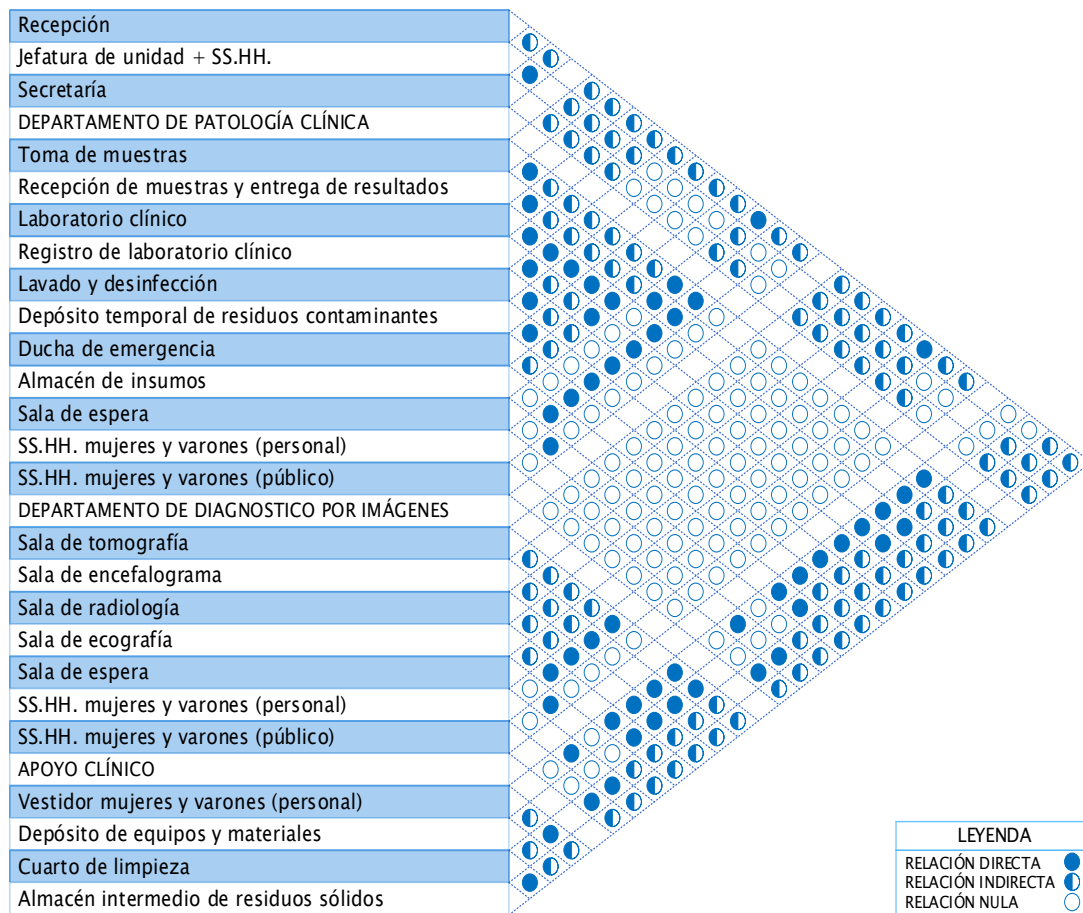 Recepción
Jefatura de unidad + SS.HH.
Secretaría
DEPARTAMENTO DE PATOLOGÍA CLÍNICA
Toma de muestras
Recepción de muestras y entrega de resultados
Laboratorio clínico
Registro de laboratorio clínico
Lavado y desinfección
Depósito temporal de residuos contaminantes
Ducha de emergencia
Almacén de insumos
Sala de espera
SS.HH. mujeres y varones (personal)
SS.HH. mujeres y varones (público)
DEPARTAMENTO DE DIAGNOSTICO POR IMÁGENES
Sala de tomografía
Sala de encefalograma
Sala de radiología
Sala de ecografía
Sala de espera
SS.HH. mujeres y varones (personal)
SS.HH. mujeres y varones (público)
APOYO CLÍNICO
Vestidor mujeres y varones (personal)
Depósito de equipos y materiales
Cuarto de limpieza
Almacén intermedio de residuos sólidos
LEYENDA
RELACIÓN DIRECTA
RELACIÓN INDIRECTA
RELACIÓN NULA